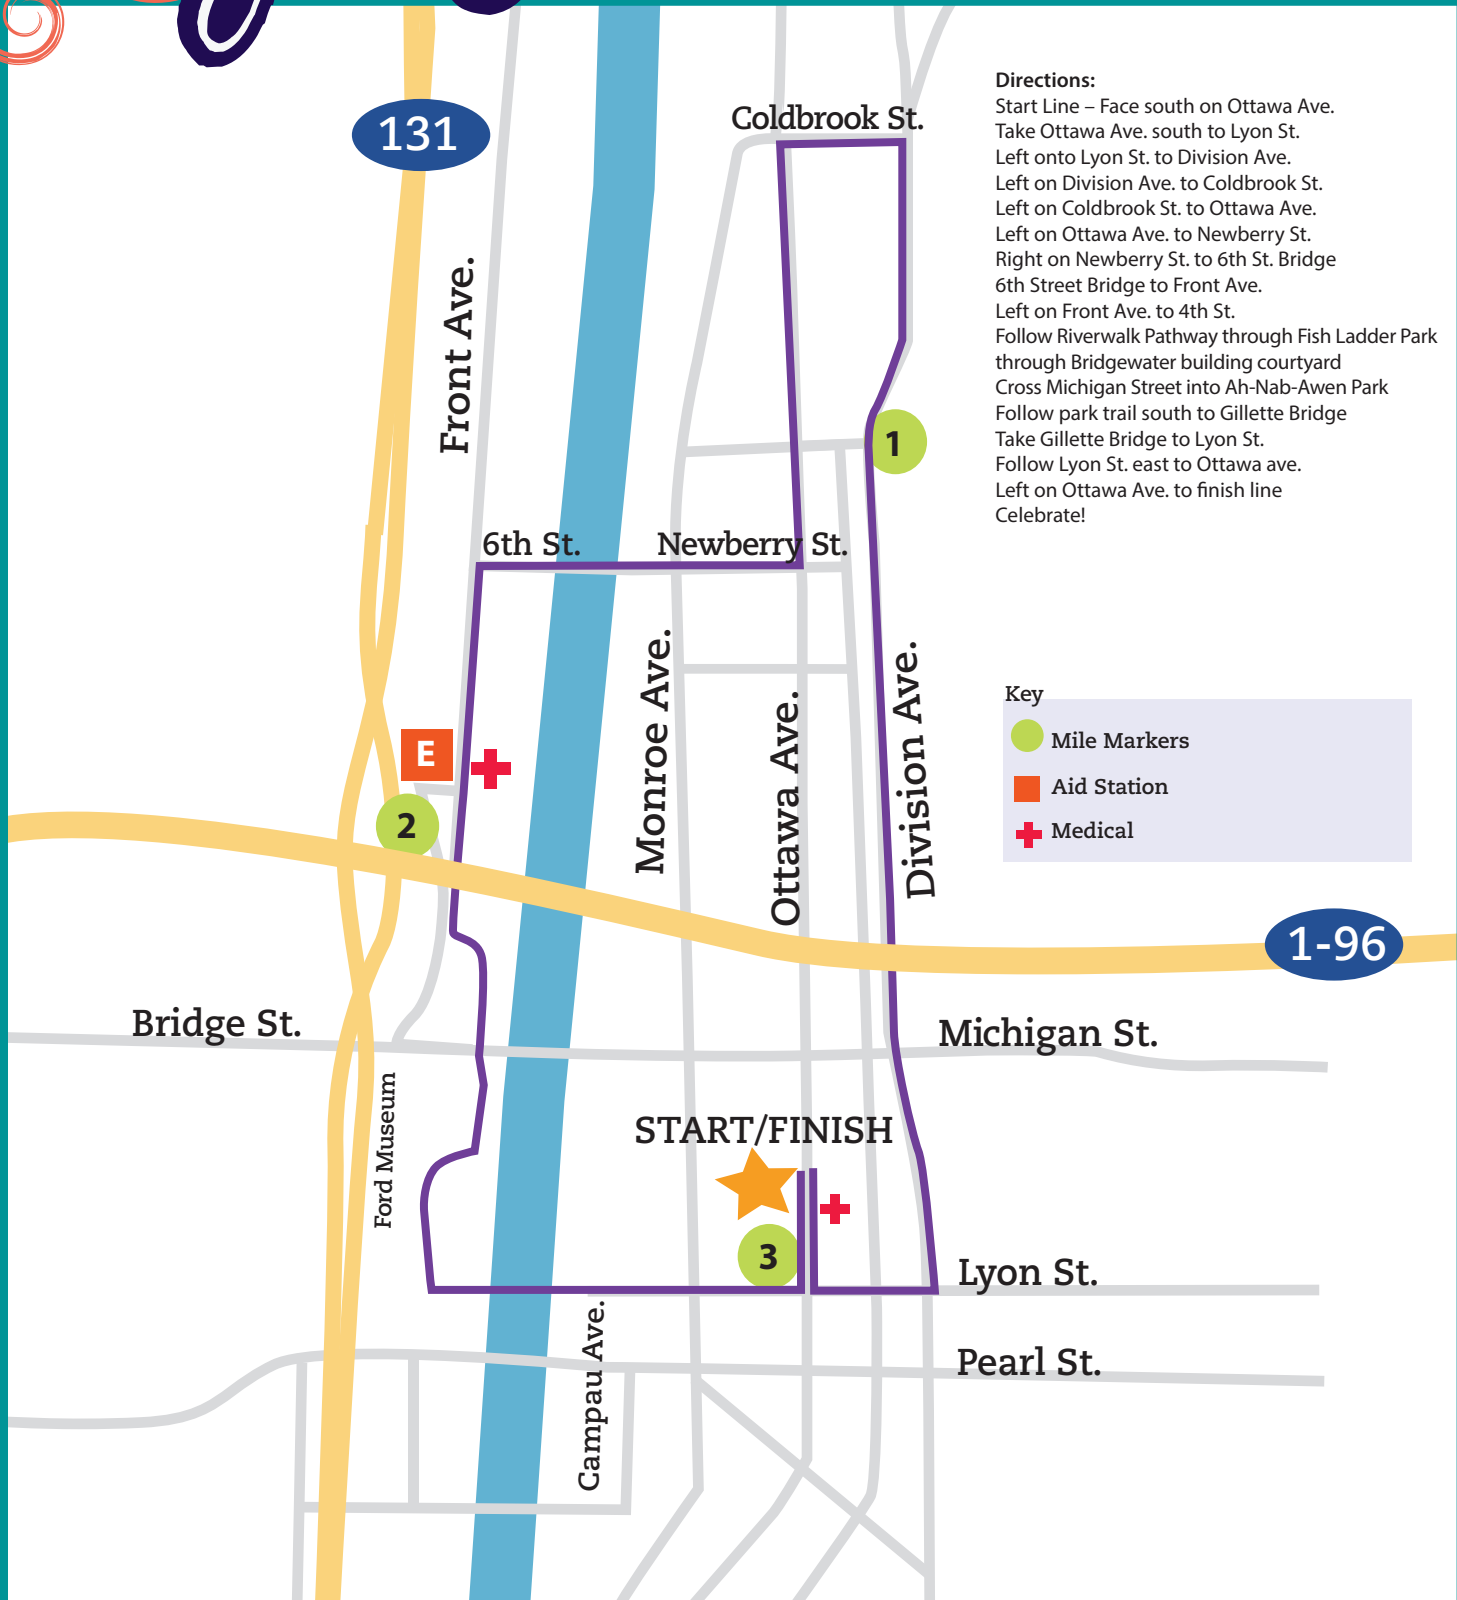 131
Coldbrook St.
Directions:
Start Line – Face south on Ottawa Ave.
Take Ottawa Ave. south to Lyon St.
Left onto Lyon St. to Division Ave.
Left on Division Ave. to Coldbrook St.
Left on Coldbrook St. to Ottawa Ave.
Left on Ottawa Ave. to Newberry St.
Right on Newberry St. to 6th St. Bridge
6th Street Bridge to Front Ave.
Left on Front Ave. to 4th St.
Follow Riverwalk Pathway through Fish Ladder Park
through Bridgewater building courtyard
Cross Michigan Street into Ah-Nab-Awen Park
Follow park trail south to Gillette Bridge
Take Gillette Bridge to Lyon St.
Follow Lyon St. east to Ottawa ave.
Left on Ottawa Ave. to finish line
Celebrate!
Front Ave.
1
6th St.
Newberry St.
Monroe Ave.
Ottawa Ave.
Division Ave.
Key
Mile Markers
Aid Station
Medical
E
2
1-96
Bridge St.
Michigan St.
Ford Museum
START/FINISH
3
Lyon St.
Campau Ave.
Pearl St.